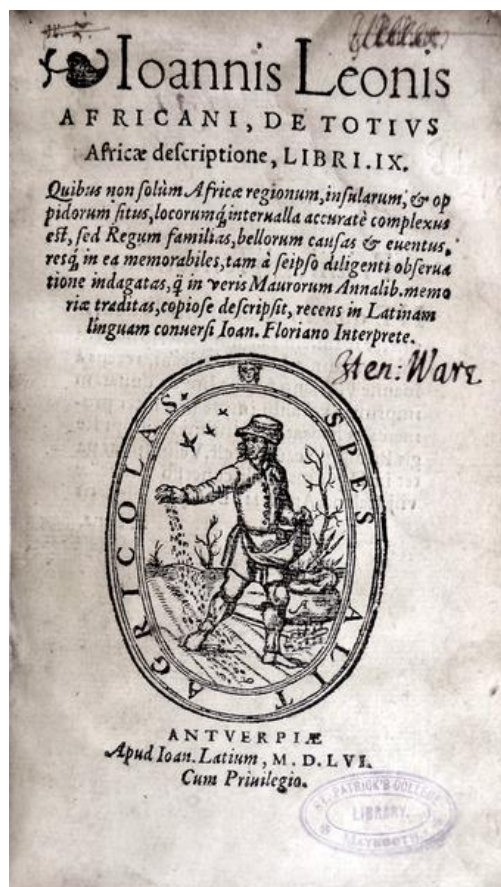 Ioannis Leonis
AFRICANI, DE TOTIVS
Africæ descriptione, LIBRI. IX.
Quibus non solùm Africæ regionum, insularum, & op
pidorum situs, locorumq́; interualla accuratè complexus
est, sed Regum familias, bellorum causas & euentus,
resq́; in ea memorabiles, tam à seipso diligenti obserua
tione indagatas, q̃ in veris Maurorum Annalib. memo
riæ traditas, copiose descripsit, recens in Latinam
linguam conuersi Ioan. Floriano Interprete.
Hen: Ware
SPES ALIT AGRICOLAS.
ANTVERPIÆ
Apud Ioan. Latium, M. D. LVI.
Cum Priuilegio.
ST. PATRICK'S COLLEGE
LIBRARY.
MAYNOOTH